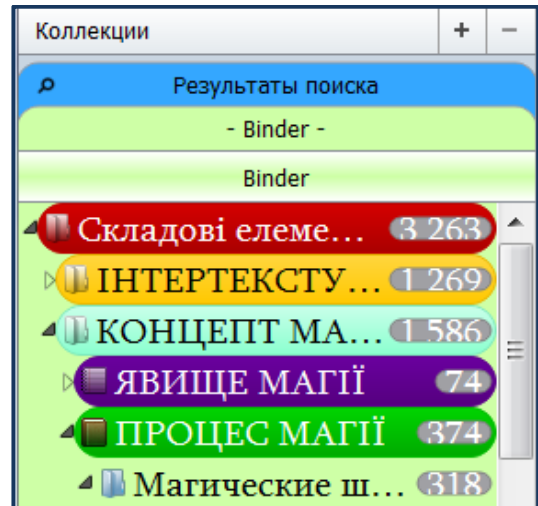 Коллекции + −
Результаты поиска
- Binder -
Binder
Складові елеме... 3 263
ІНТЕРТЕКСТУ... 1 269
КОНЦЕПТ МА... 1 586
ЯВИЩЕ МАГІЇ 74
ПРОЦЕС МАГІЇ 374
Магические ш... 318